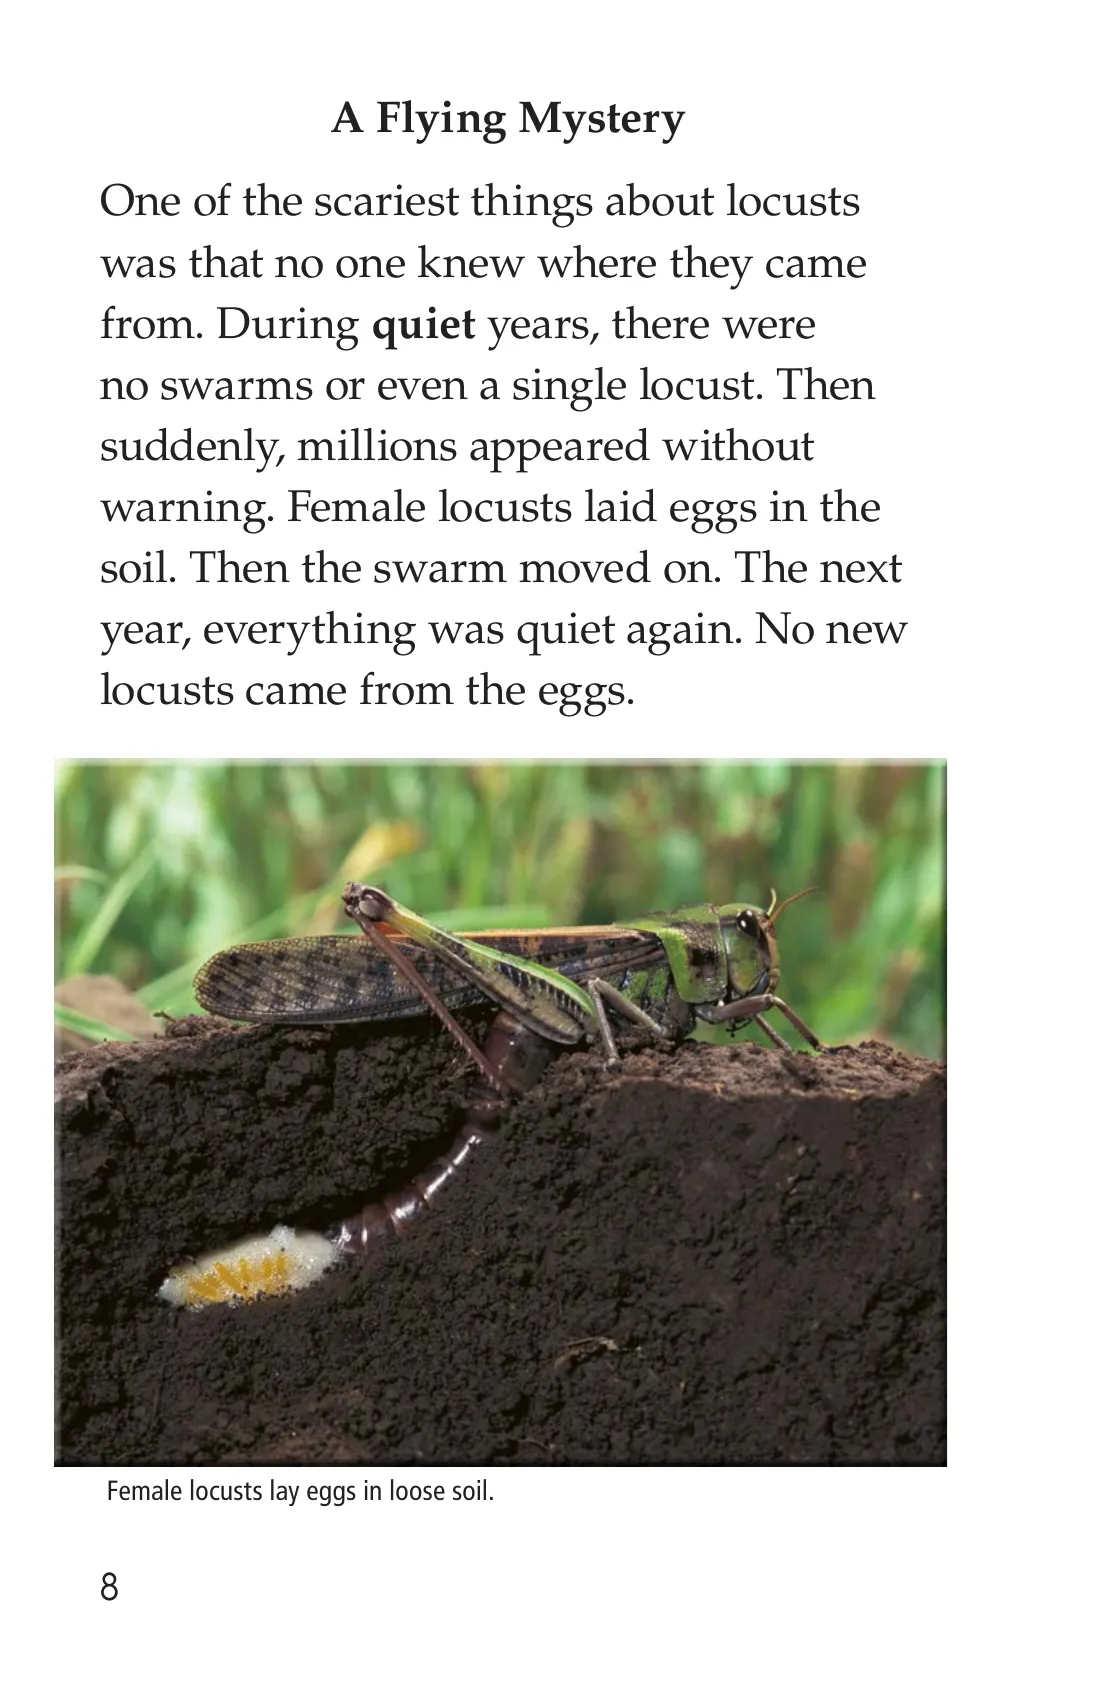 A Flying Mystery
One of the scariest things about locusts
was that no one knew where they came
from. During quiet years, there were
no swarms or even a single locust. Then
suddenly, millions appeared without
warning. Female locusts laid eggs in the
soil. Then the swarm moved on. The next
year, everything was quiet again. No new
locusts came from the eggs.
Female locusts lay eggs in loose soil.
8